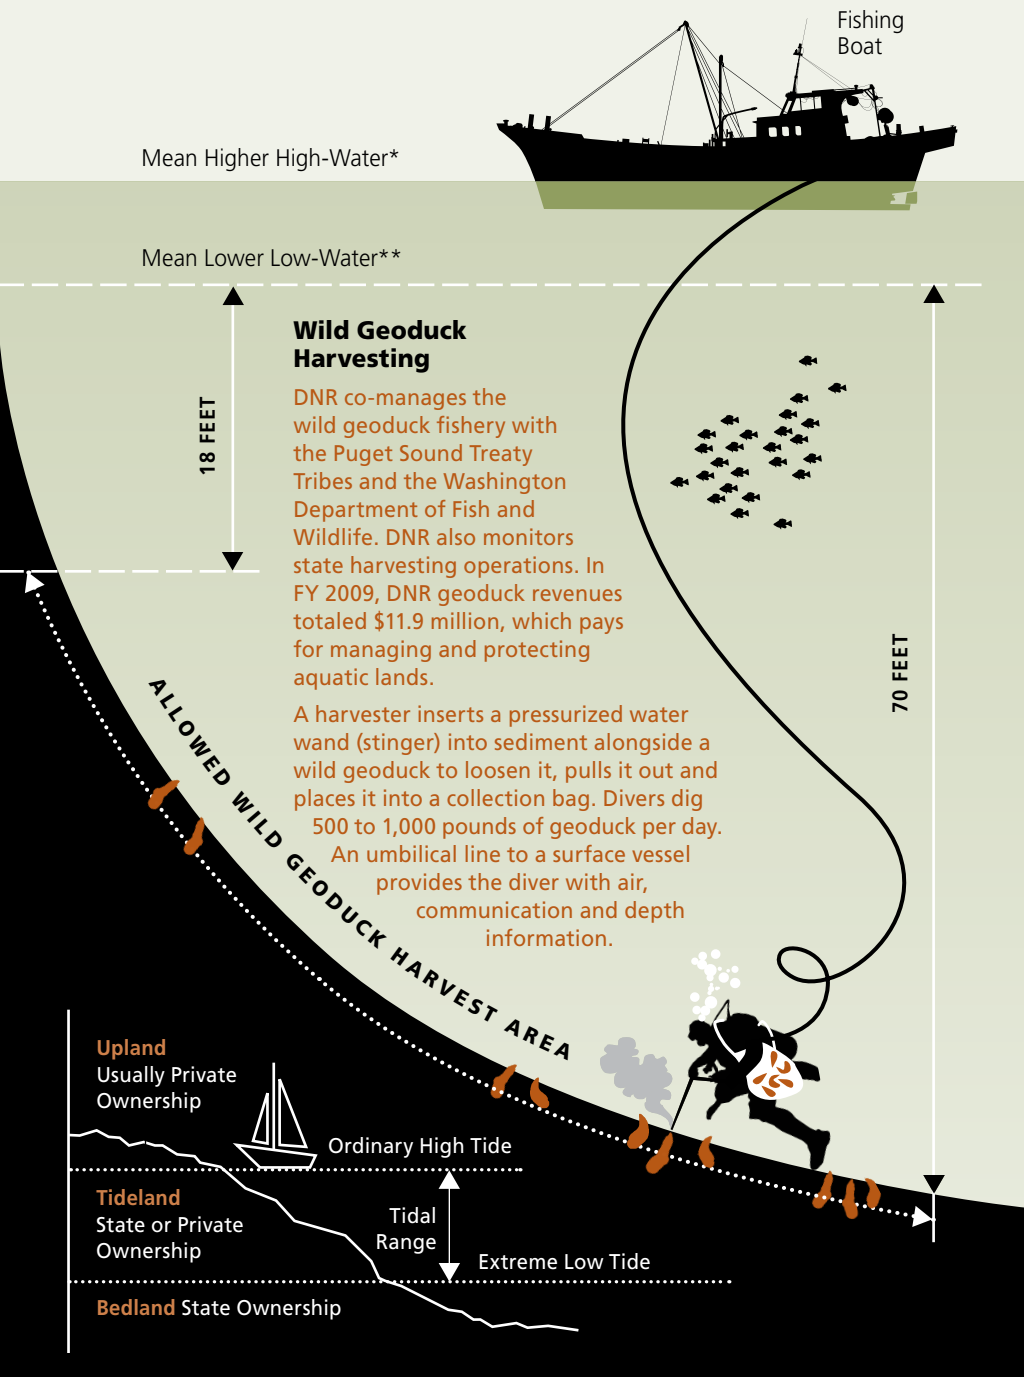 Fishing
Boat
Mean Higher High-Water*
Mean Lower Low-Water**
18 FEET
70 FEET
Wild Geoduck
Harvesting
DNR co-manages the
wild geoduck fishery with
the Puget Sound Treaty
Tribes and the Washington
Department of Fish and
Wildlife. DNR also monitors
state harvesting operations. In
FY 2009, DNR geoduck revenues
totaled $11.9 million, which pays
for managing and protecting
aquatic lands.
A harvester inserts a pressurized water
wand (stinger) into sediment alongside a
wild geoduck to loosen it, pulls it out and
places it into a collection bag. Divers dig
500 to 1,000 pounds of geoduck per day.
An umbilical line to a surface vessel
provides the diver with air,
communication and depth
information.
ALLOWED WILD GEODUCK HARVEST AREA
Upland
Usually Private
Ownership
Ordinary High Tide
Tideland
State or Private
Ownership
Tidal
Range
Extreme Low Tide
Bedland State Ownership